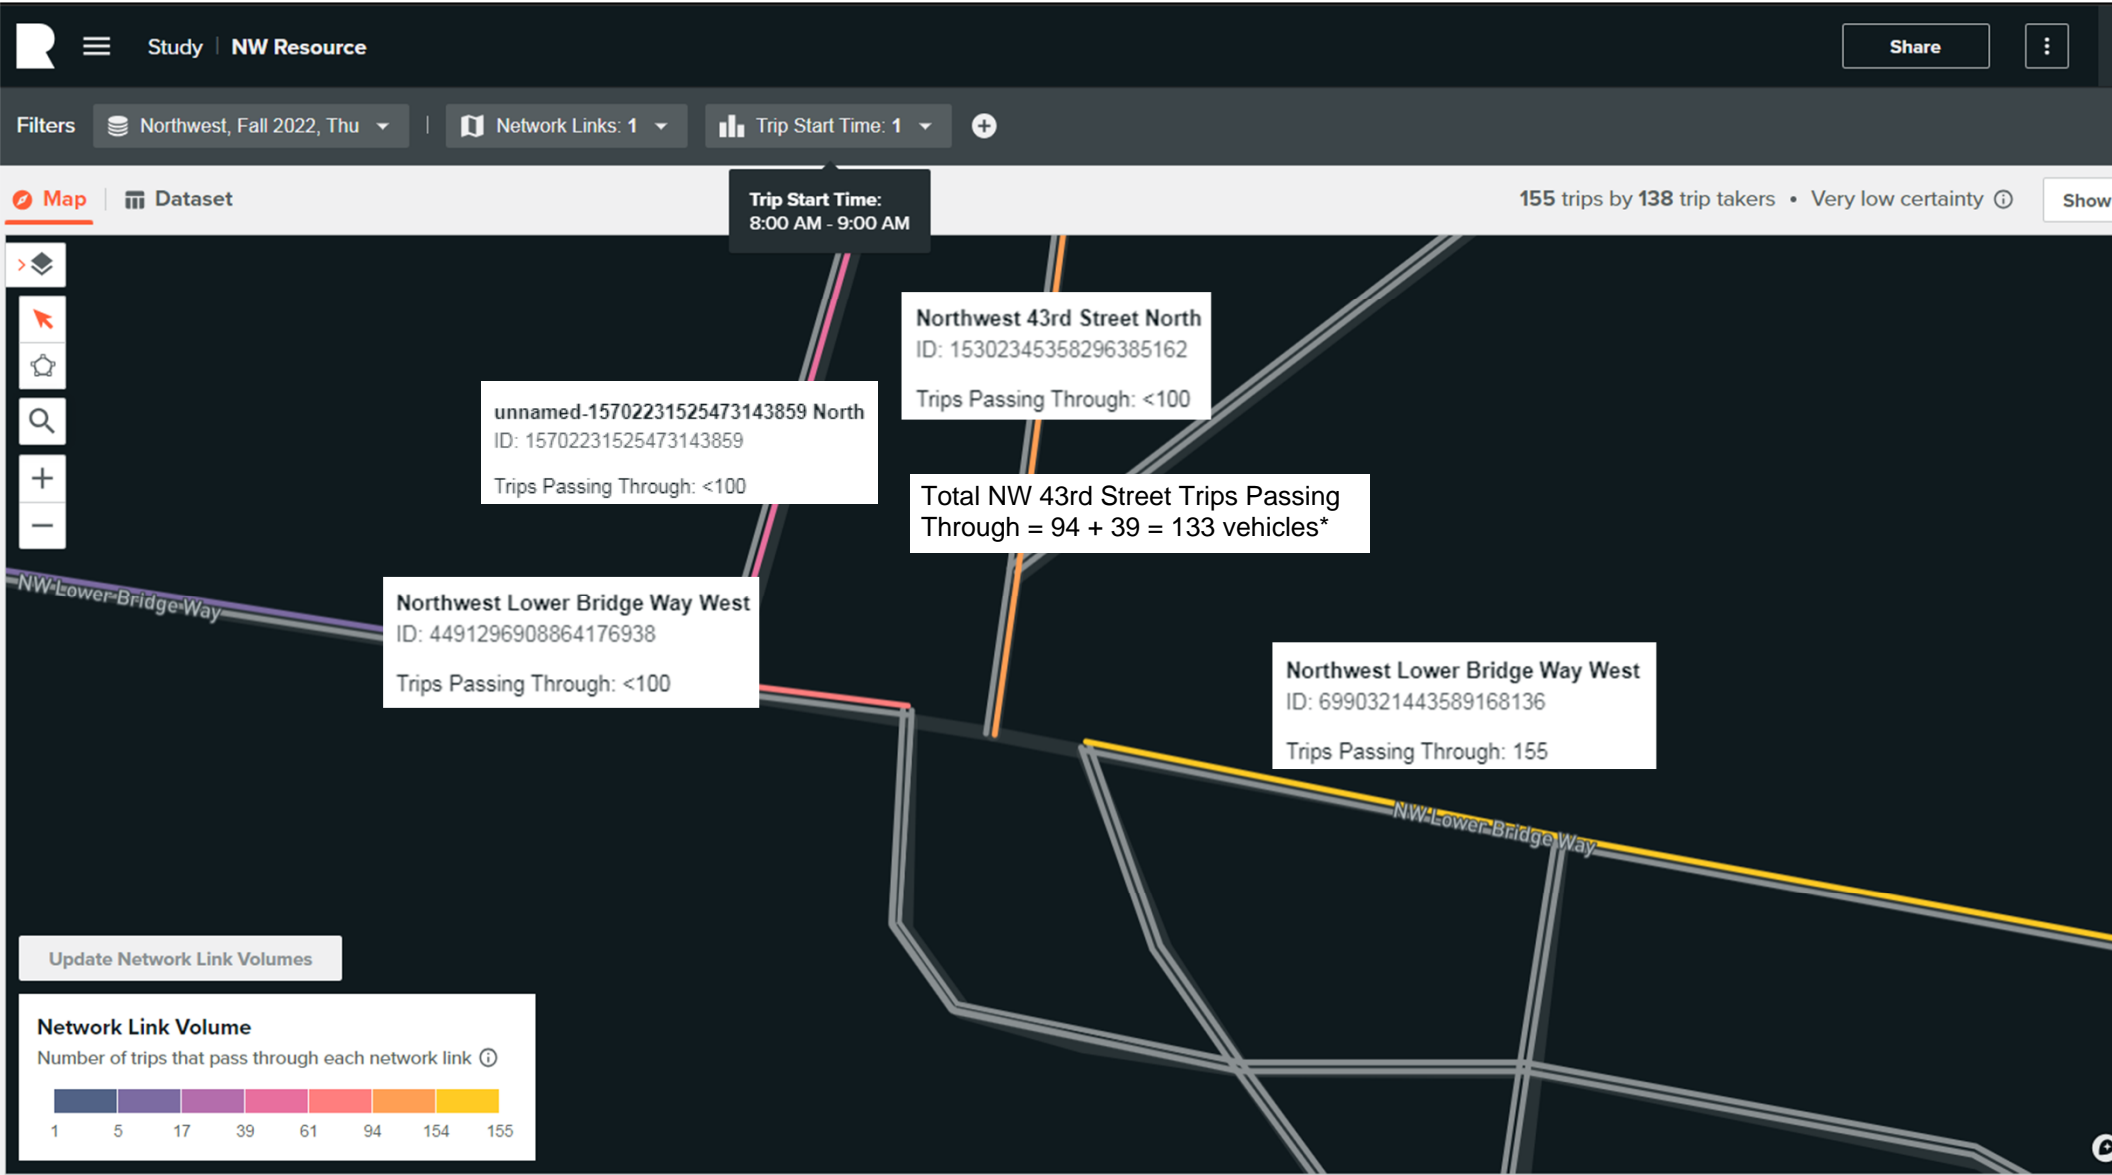 Study | NW Resource
Share
Filters
Northwest, Fall 2022, Thu
Network Links: 1
Trip Start Time: 1
Map
Dataset
Trip Start Time:
8:00 AM - 9:00 AM
155 trips by 138 trip takers • Very low certainty
Show
Northwest 43rd Street North
ID: 15302345358296385162
Trips Passing Through: <100
unnamed-15702231525473143859 North
ID: 15702231525473143859
Trips Passing Through: <100
Total NW 43rd Street Trips Passing
Through = 94 + 39 = 133 vehicles*
NW Lower Bridge Way
Northwest Lower Bridge Way West
ID: 4491296908864176938
Trips Passing Through: <100
Northwest Lower Bridge Way West
ID: 6990321443589168136
Trips Passing Through: 155
NW Lower Bridge Way
Update Network Link Volumes
Network Link Volume
Number of trips that pass through each network link
1 5 17 39 61 94 154 155